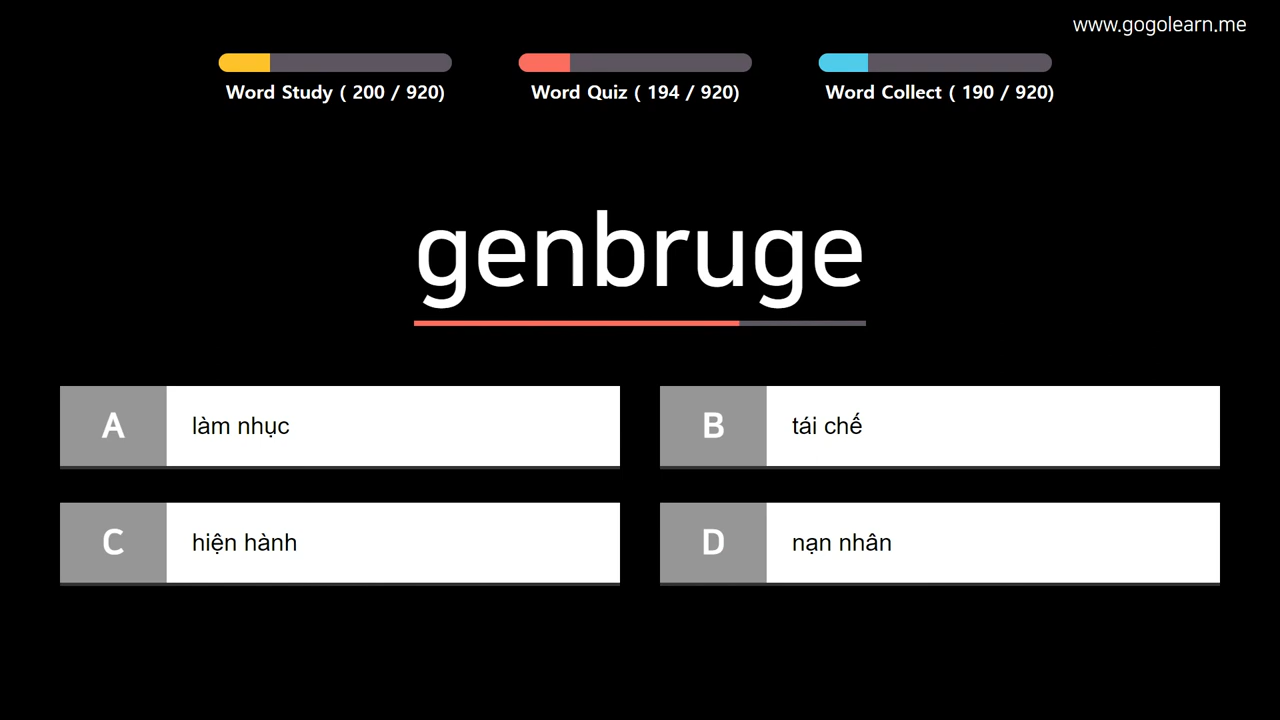 www.gogolearn.me
Word Study ( 200 / 920)
Word Quiz ( 194 / 920)
Word Collect ( 190 / 920)
genbruge
A làm nhục
B tái chế
C hiện hành
D nạn nhân